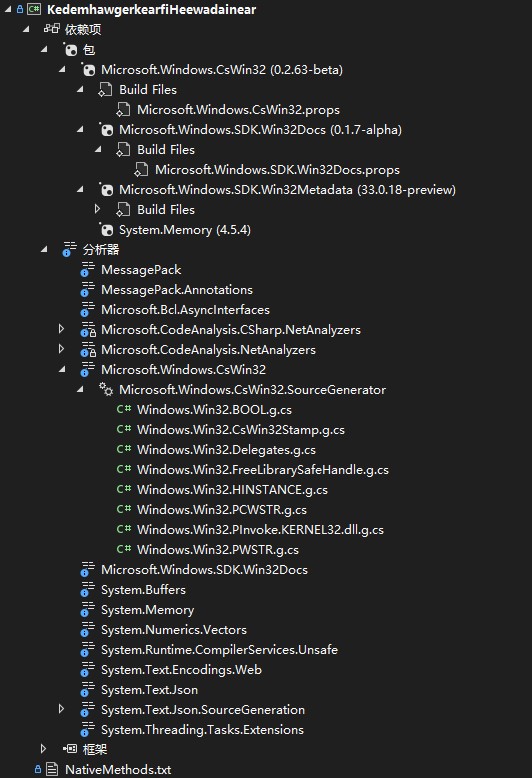 KedemhawgerkearfiHeewadainear
依赖项
包
Microsoft.Windows.CsWin32 (0.2.63-beta)
Build Files
Microsoft.Windows.CsWin32.props
Microsoft.Windows.SDK.Win32Docs (0.1.7-alpha)
Build Files
Microsoft.Windows.SDK.Win32Docs.props
Microsoft.Windows.SDK.Win32Metadata (33.0.18-preview)
Build Files
System.Memory (4.5.4)
分析器
MessagePack
MessagePack.Annotations
Microsoft.Bcl.AsyncInterfaces
Microsoft.CodeAnalysis.CSharp.NetAnalyzers
Microsoft.CodeAnalysis.NetAnalyzers
Microsoft.Windows.CsWin32
Microsoft.Windows.CsWin32.SourceGenerator
C# Windows.Win32.BOOL.g.cs
C# Windows.Win32.CsWin32Stamp.g.cs
C# Windows.Win32.Delegates.g.cs
C# Windows.Win32.FreeLibrarySafeHandle.g.cs
C# Windows.Win32.HINSTANCE.g.cs
C# Windows.Win32.PCWSTR.g.cs
C# Windows.Win32.PInvoke.KERNEL32.dll.g.cs
C# Windows.Win32.PWSTR.g.cs
Microsoft.Windows.SDK.Win32Docs
System.Buffers
System.Memory
System.Numerics.Vectors
System.Runtime.CompilerServices.Unsafe
System.Text.Encodings.Web
System.Text.Json
System.Text.Json.SourceGeneration
System.Threading.Tasks.Extensions
框架
NativeMethods.txt